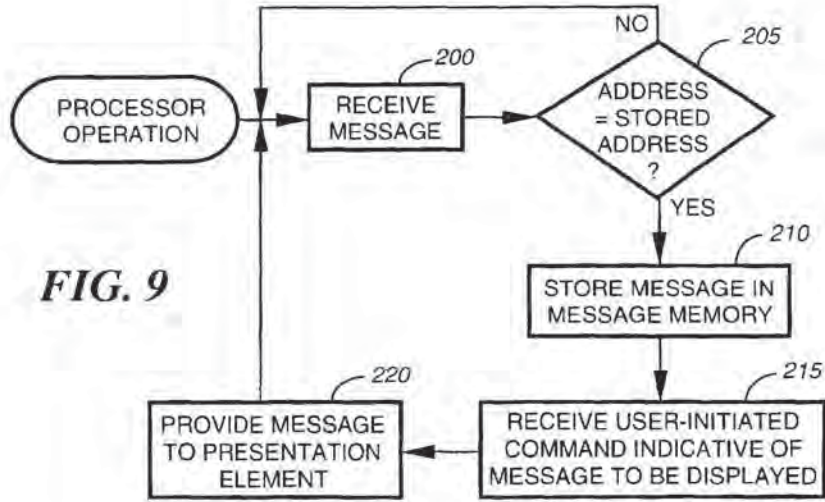 PROCESSOR
OPERATION
200
RECEIVE
MESSAGE
NO
205
ADDRESS
= STORED
ADDRESS
?
YES
210
STORE MESSAGE IN
MESSAGE MEMORY
215
RECEIVE USER-INITIATED
COMMAND INDICATIVE OF
MESSAGE TO BE DISPLAYED
220
PROVIDE MESSAGE
TO PRESENTATION
ELEMENT
FIG. 9